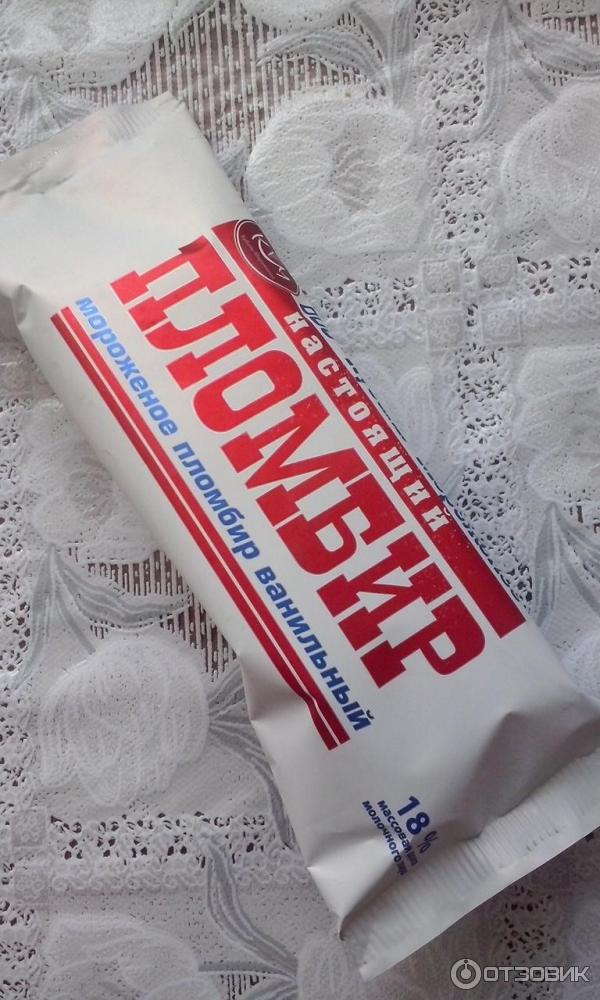 настоящий
ПЛОМБИР
мороженое пломбир ванильный
18%
массовая
молочного
ОТЗОВИК